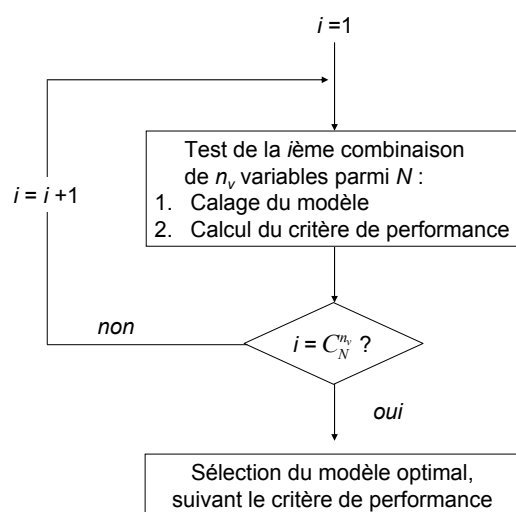 i =1
Test de la ième combinaison
de nᵥ variables parmi N :
1. Calage du modèle
2. Calcul du critère de performance
i = i +1
non
i = C_N^{n_v} ?
oui
Sélection du modèle optimal,
suivant le critère de performance